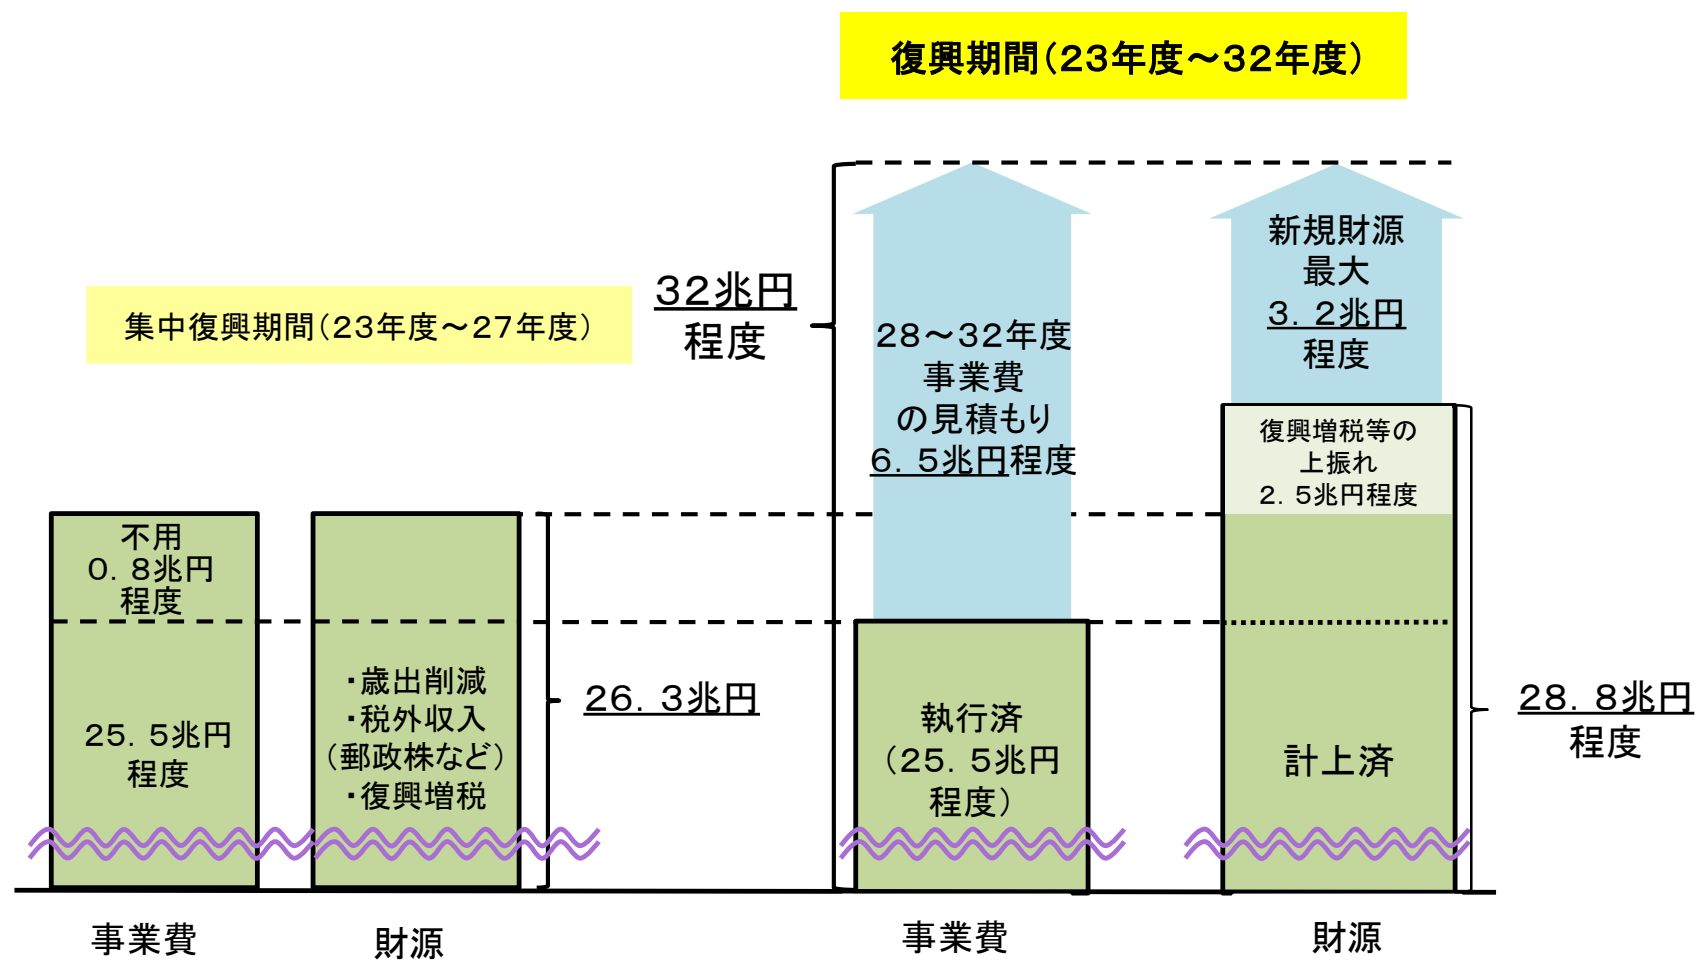 復興期間（２３年度～３２年度）
集中復興期間（２３年度～２７年度）
３２兆円
程度
２８～３２年度
事業費
の見積もり
６．５兆円程度
新規財源
最大
３．２兆円
程度
復興増税等の
上振れ
２．５兆円程度
不用
０．８兆円
程度
２５．５兆円
程度
・歳出削減
・税外収入
（郵政株など）
・復興増税
２６．３兆円
執行済
（２５．５兆円
程度）
計上済
２８．８兆円
程度
事業費
財源
事業費
財源